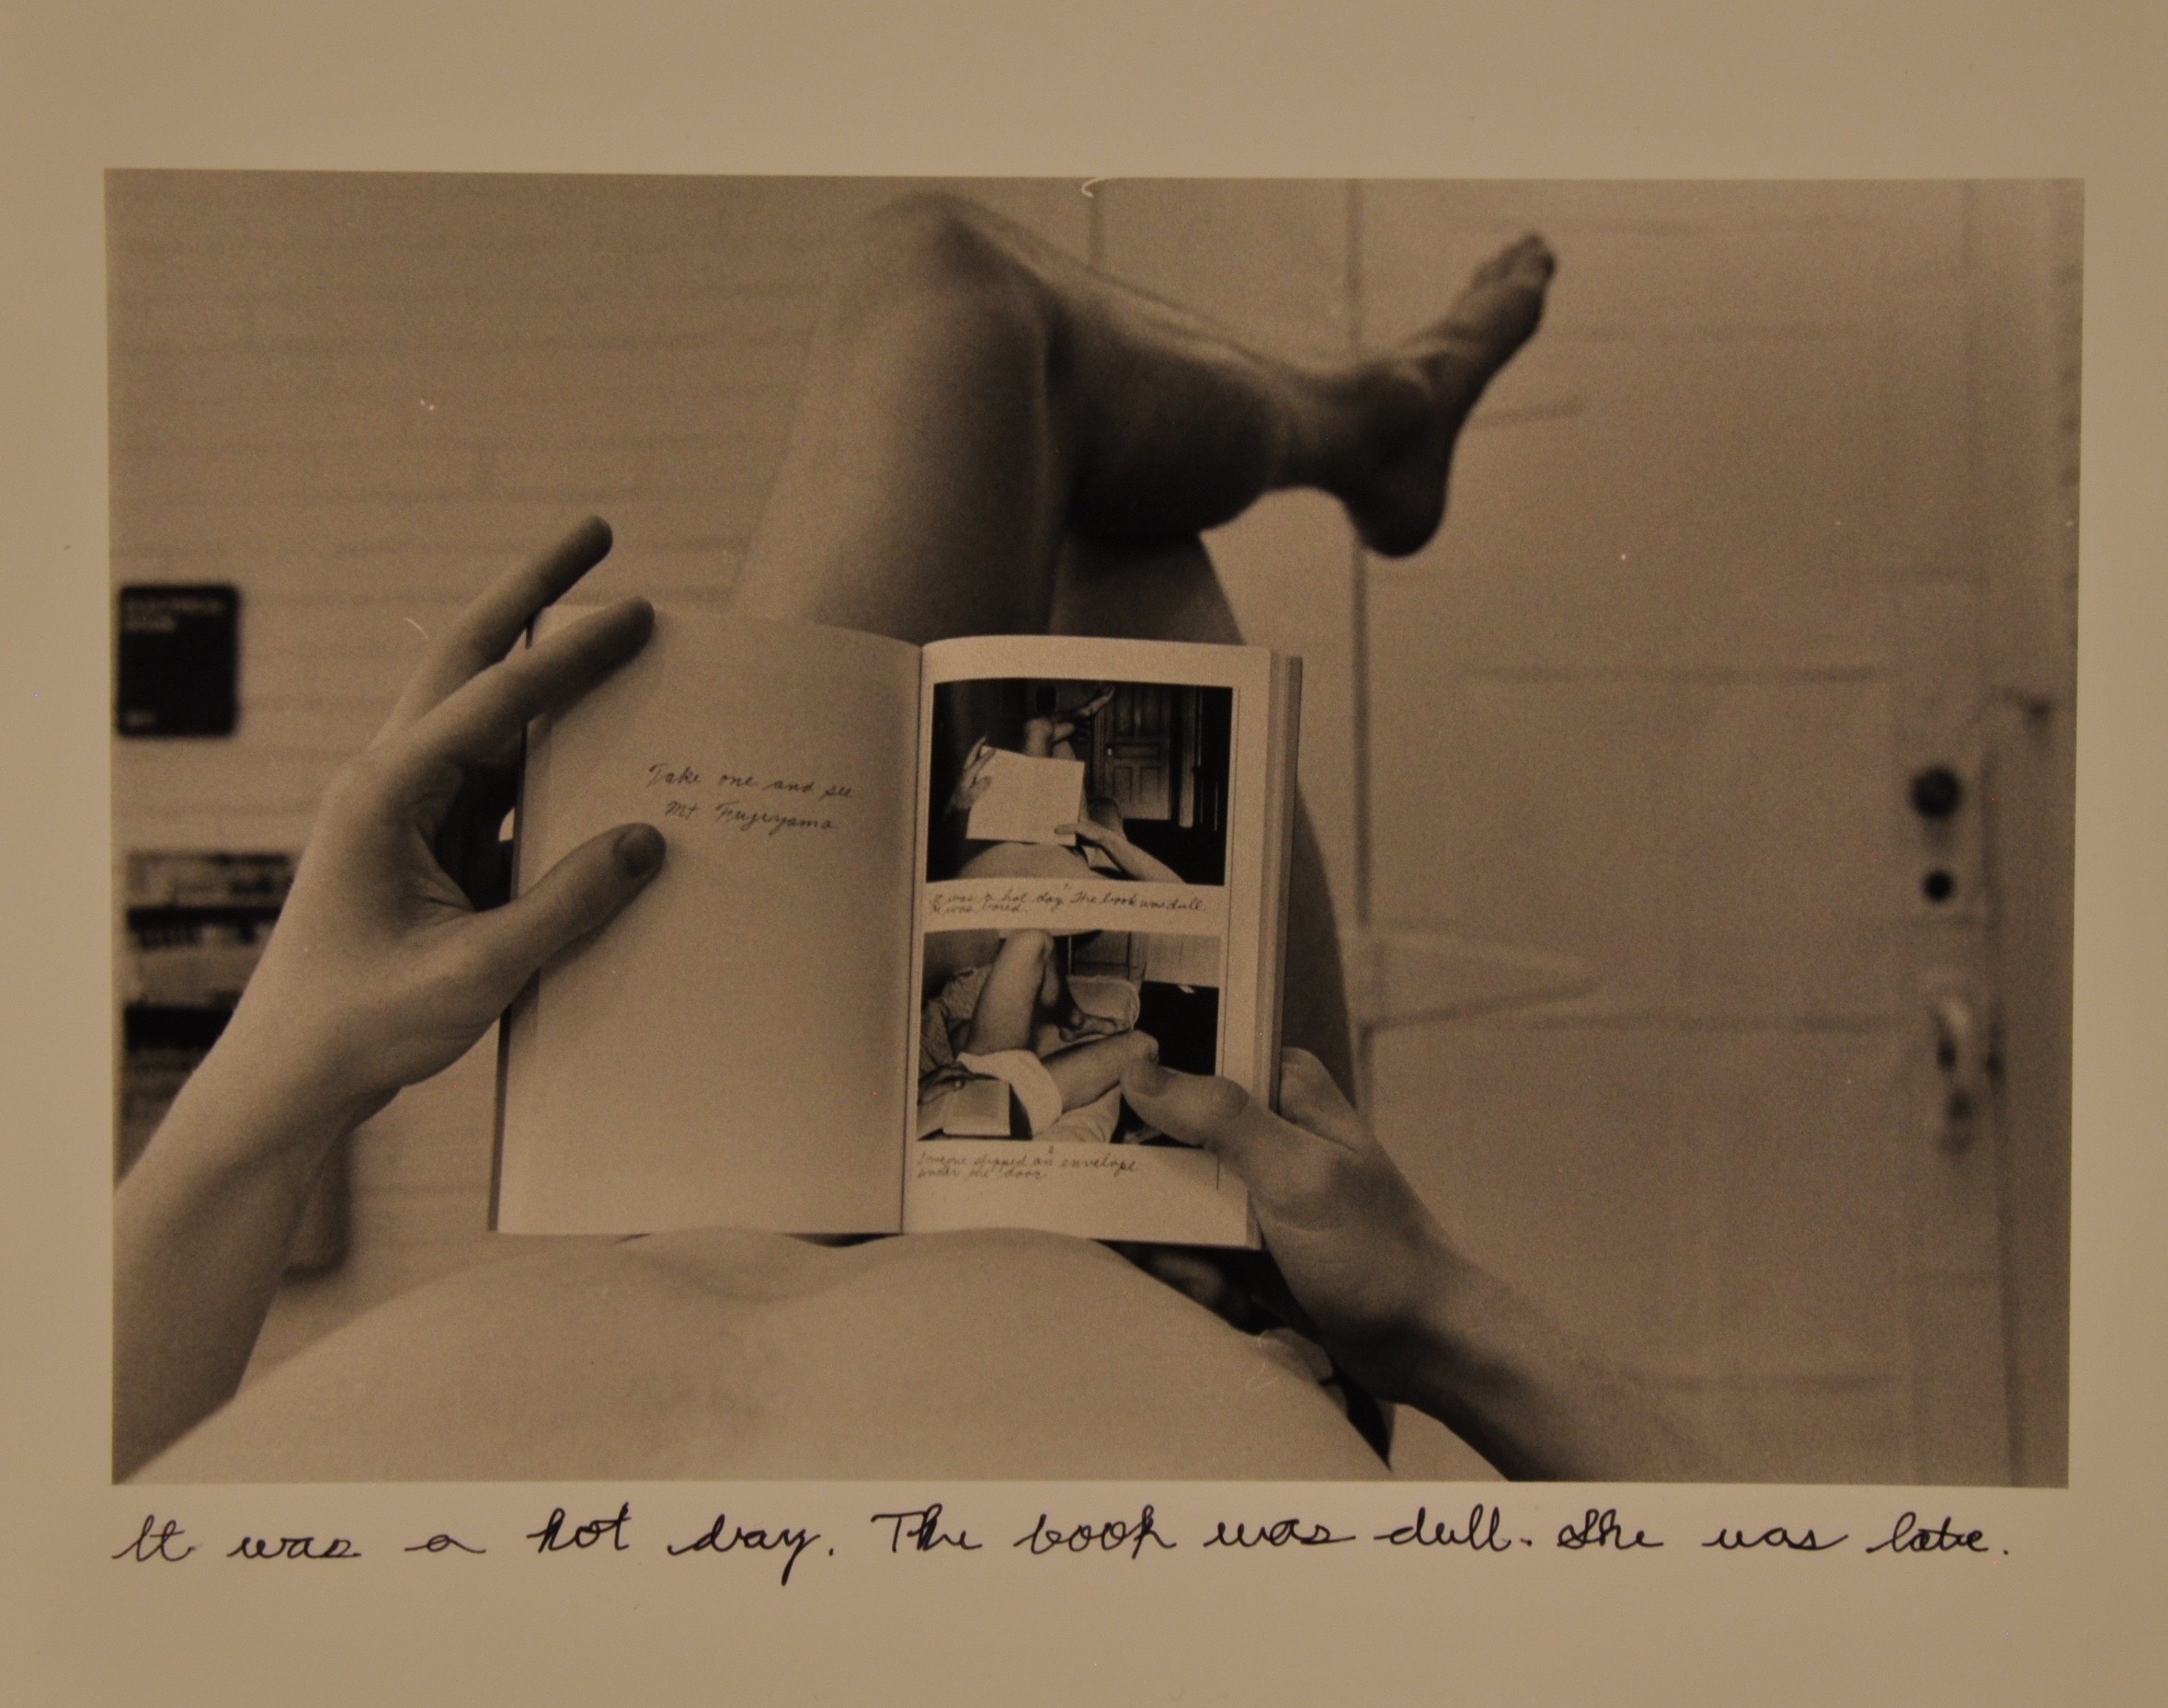 Take one and see
Mt Fujiyama
It was a hot day. The book was dull.
He was bored.
2
Someone slipped an envelope
under the door.
It was a hot day. The book was dull. She was late.